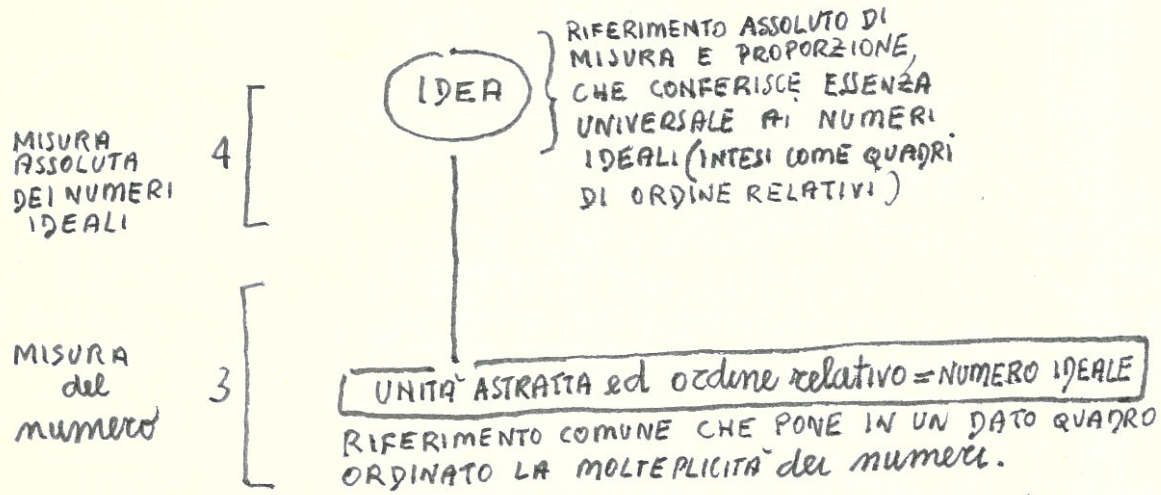 IDEA
RIFERIMENTO ASSOLUTO DI
MISURA E PROPORZIONE,
CHE CONFERISCE ESSENZA
UNIVERSALE AI NUMERI
IDEALI (INTESI COME QUADRI
DI ORDINE RELATIVI)
MISURA
ASSOLUTA
DEI NUMERI
IDEALI
4
MISURA
del
numero
3
UNITA' ASTRATTA ed ordine relativo = NUMERO IDEALE
RIFERIMENTO COMUNE CHE PONE IN UN DATO QUADRO
ORDINATO LA MOLTEPLICITA' dei numeri.